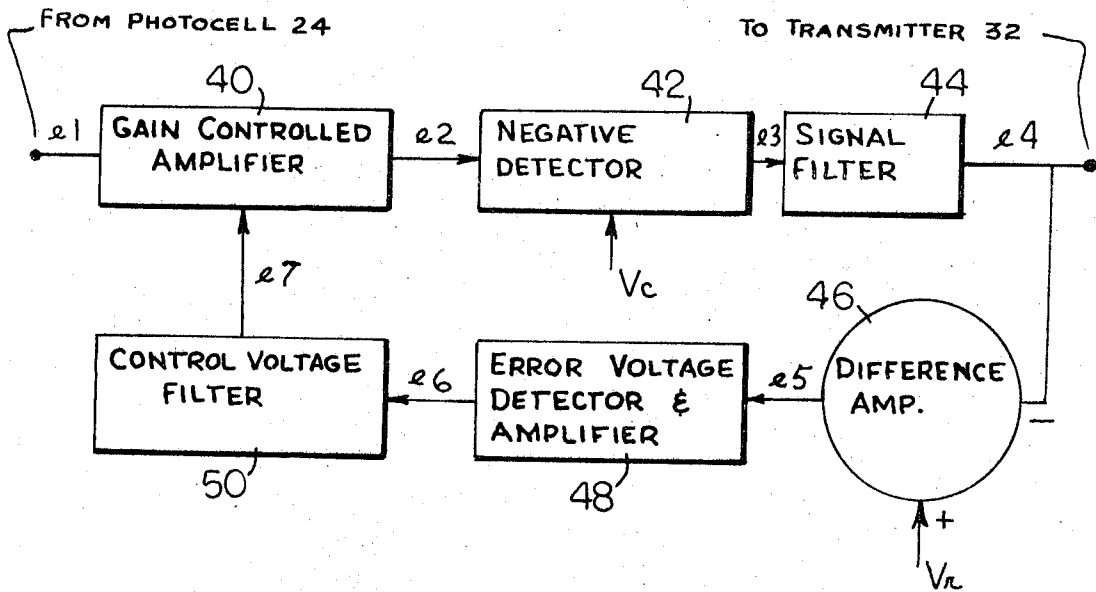 FROM PHOTOCELL 24
TO TRANSMITTER 32
40
42
44
e1
GAIN CONTROLLED
AMPLIFIER
e2
NEGATIVE
DETECTOR
e3
SIGNAL
FILTER
e4
e7
Vc
46
CONTROL VOLTAGE
FILTER
e6
ERROR VOLTAGE
DETECTOR &
AMPLIFIER
e5
DIFFERENCE
AMP.
−
50
48
+
Vr